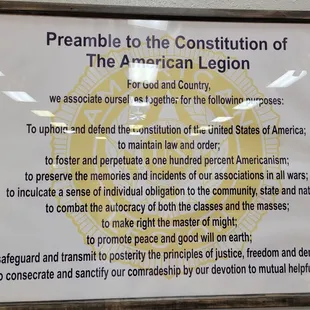 Preamble to the Constitution of
The American Legion
For God and Country,
we associate ourselves together for the following purposes:
To uphold and defend the Constitution of the United States of America;
to maintain law and order;
to foster and perpetuate a one hundred percent Americanism;
to preserve the memories and incidents of our associations in all wars;
to inculcate a sense of individual obligation to the community, state and nat
to combat the autocracy of both the classes and the masses;
to make right the master of might;
to promote peace and good will on earth;
safeguard and transmit to posterity the principles of justice, freedom and de
o consecrate and sanctify our comradeship by our devotion to mutual helpf